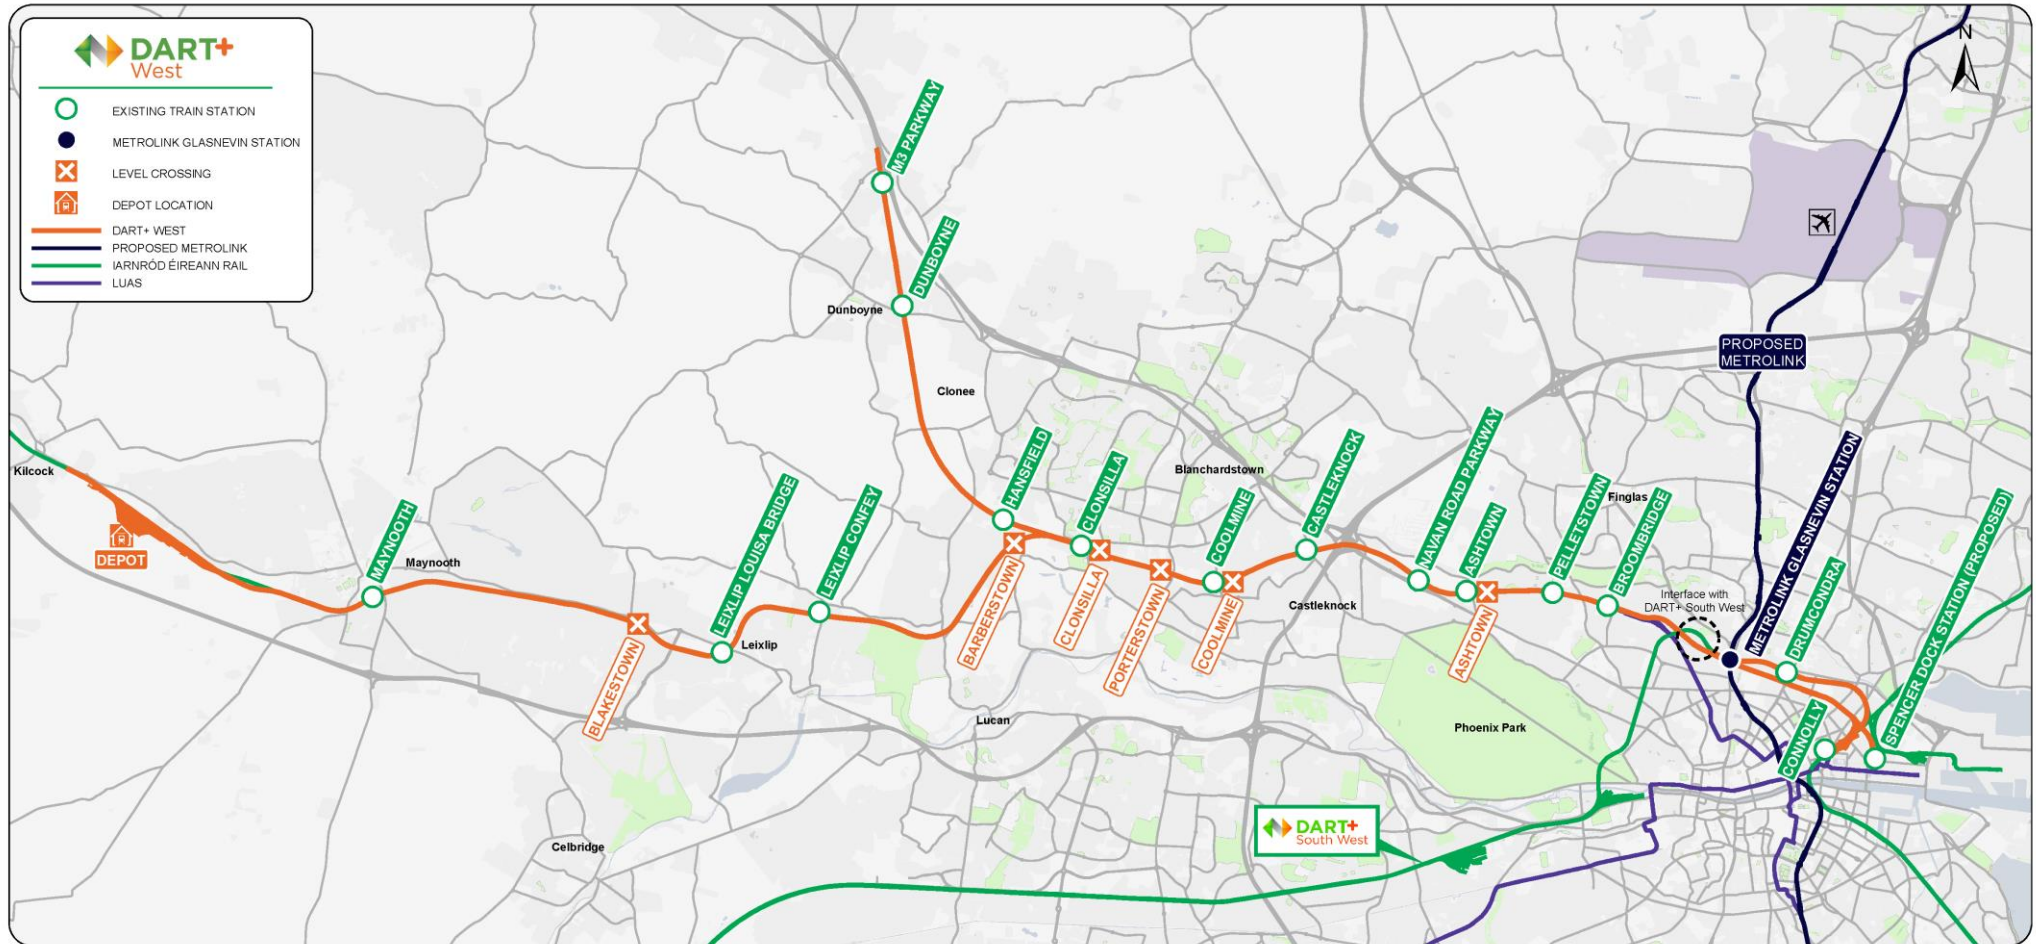 DART+
West
EXISTING TRAIN STATION
METROLINK GLASNEVIN STATION
LEVEL CROSSING
DEPOT LOCATION
DART+ WEST
PROPOSED METROLINK
IARNRÓD ÉIREANN RAIL
LUAS
N
M3 PARKWAY
DUNBOYNE
Dunboyne
PROPOSED
METROLINK
Clonee
Kilcock
DEPOT
MAYNOOTH
Maynooth
BLAKESTOWN
LEIXLIP LOUISA BRIDGE
Leixlip
LEIXLIP CONFEY
HANSFIELD
BARBERSTOWN
CLONSILLA
CLONSILLA
PORTERSTOWN
Blanchardstown
COOLMINE
COOLMINE
CASTLEKNOCK
Castleknock
NAVAN ROAD PARKWAY
ASHTOWN
ASHTOWN
PELLETSTOWN
Finglas
BROOMBRIDGE
Interface with
DART+ South West
METROLINK GLASNEVIN STATION
DRUMCONDRA
SPENCER DOCK STATION (PROPOSED)
CONNOLLY
Lucan
Phoenix Park
Celbridge
DART+
South West